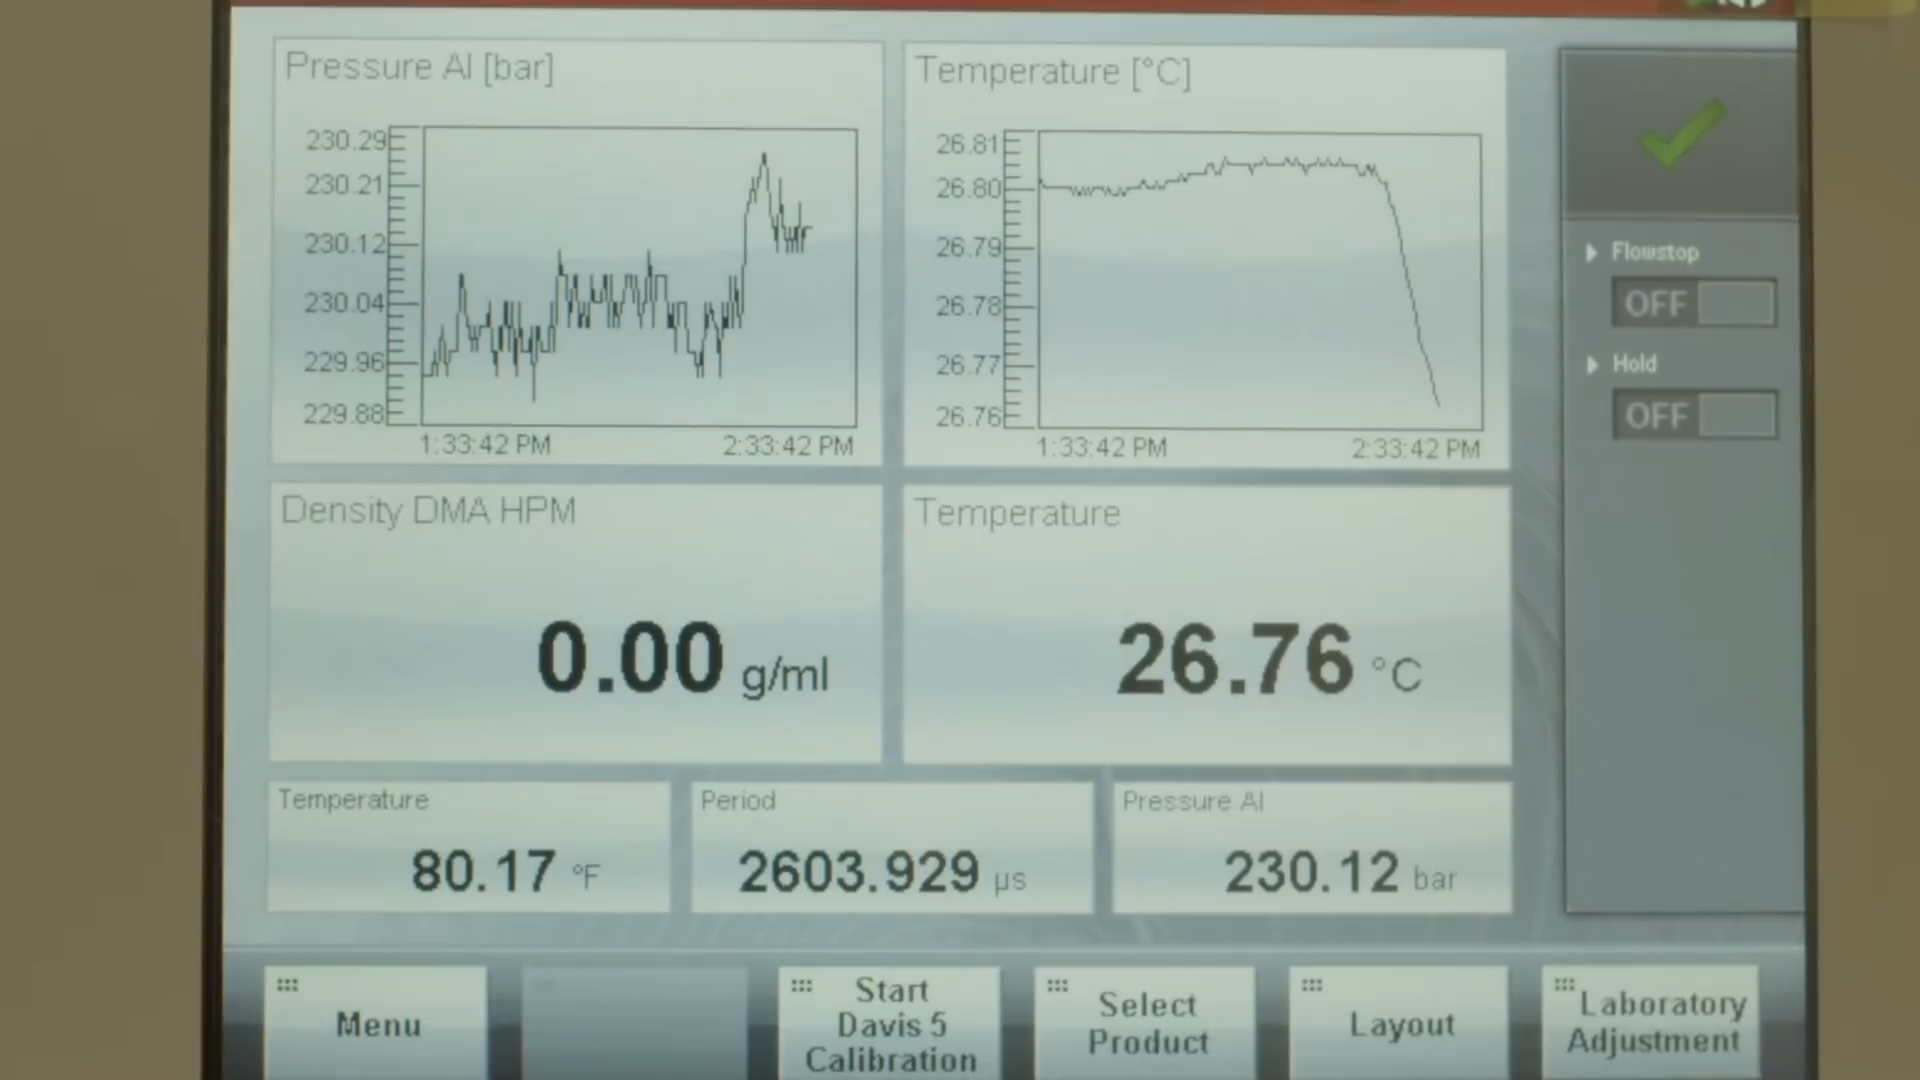 Pressure AI [bar]
230.29
230.21
230.12
230.04
229.96
229.88
1:33:42 PM
2:33:42 PM
Temperature [°C]
26.81
26.80
26.79
26.78
26.77
26.76
1:33:42 PM
2:33:42 PM
Flowstop
OFF
Hold
OFF
Density DMA HPM
0.00 g/ml
Temperature
26.76 °C
Temperature
80.17 °F
Period
2603.929 µs
Pressure AI
230.12 bar
Menu
Start
Davis 5
Calibration
Select
Product
Layout
Laboratory
Adjustment